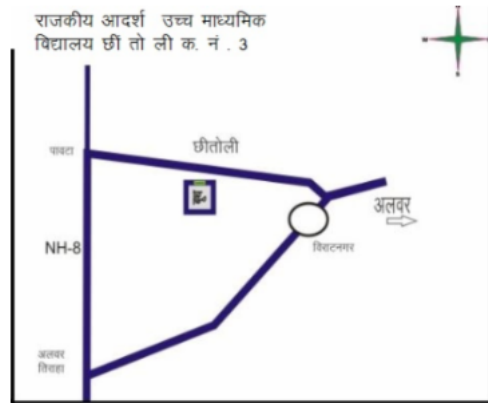 राजकीय आदर्श उच्च माध्यमिक
विद्यालय छीं तो ली क. नं . 3
पावटा
छीतोली
अलवर
विराटनगर
NH-8
अलवर
तिराहा